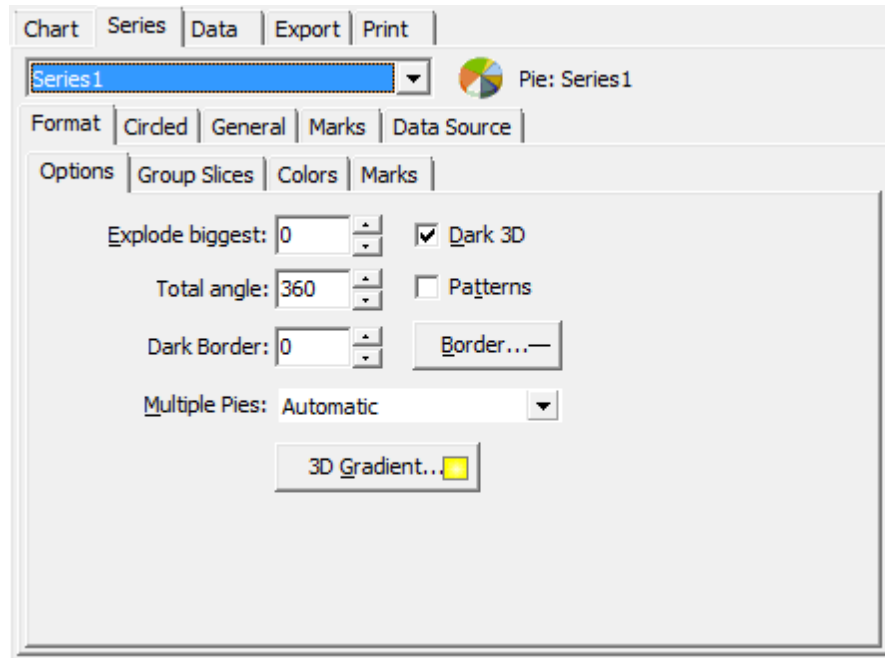 Chart Series Data Export Print
Series1 Pie: Series1
Format Circled General Marks Data Source
Options Group Slices Colors Marks
Explode biggest: 0 Dark 3D
Total angle: 360 Patterns
Dark Border: 0 Border...
Multiple Pies: Automatic
3D Gradient...